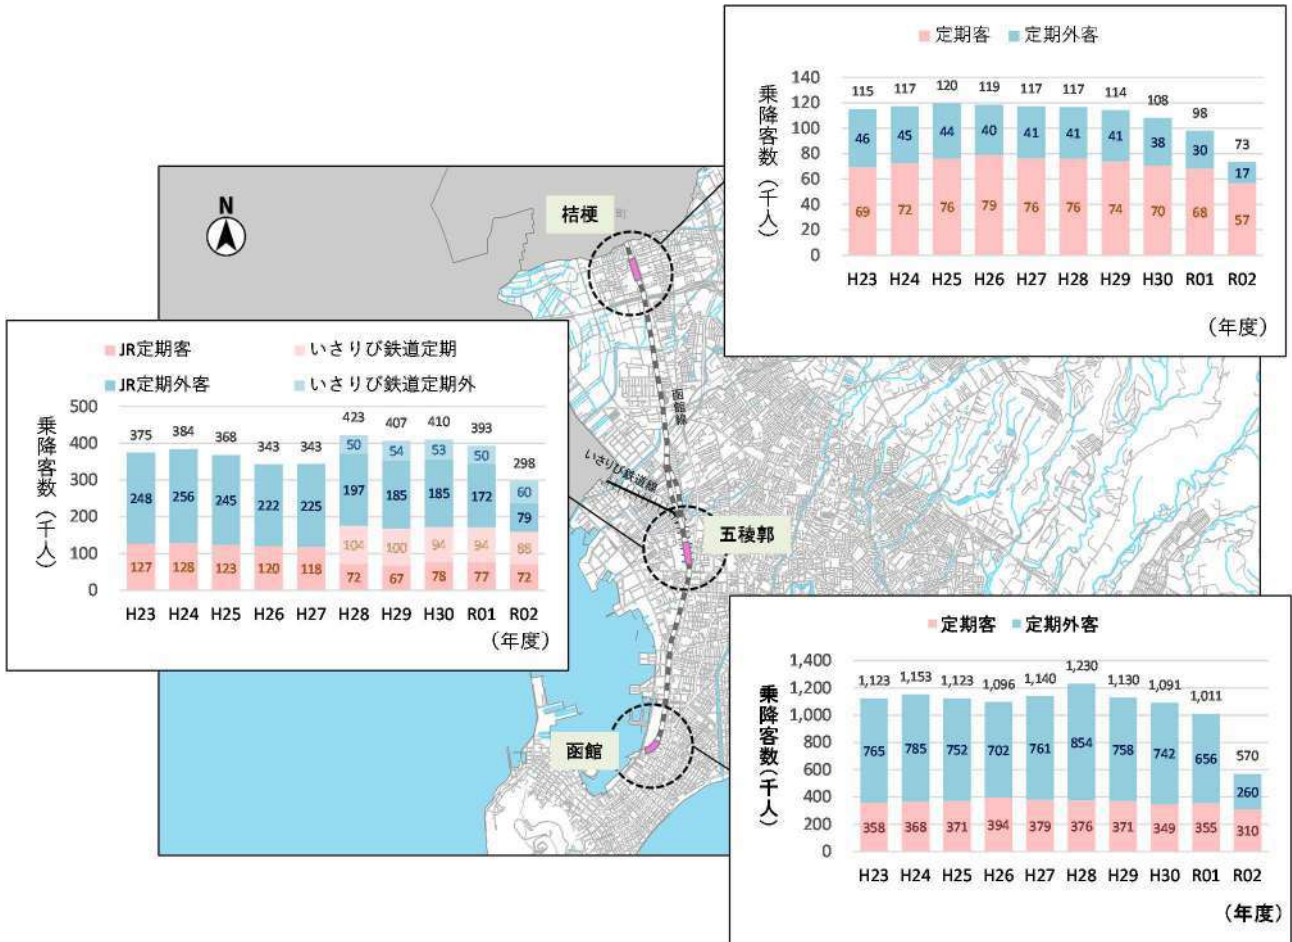 定期客 定期外客
乗降客数（千人）
140
120
100
80
60
40
20
0
115 117 120 119 117 117 114 108 98 73
46 45 44 40 41 41 41 38 30 17
69 72 76 79 76 76 74 70 68 57
H23 H24 H25 H26 H27 H28 H29 H30 R01 R02
（年度）
N
桔梗
町
函館線
いさりび鉄道線
五稜郭
函館
JR定期客 いさりび鉄道定期
JR定期外客 いさりび鉄道定期外
乗降客数（千人）
500
400
300
200
100
0
375 384 368 343 343 423 407 410 393 298
50 54 53 50 60
248 256 245 222 225 197 185 185 172 79
104 100 94 94 88
127 128 123 120 118 72 67 78 77 72
H23 H24 H25 H26 H27 H28 H29 H30 R01 R02
（年度）
定期客 定期外客
乗降客数（千人）
1,400
1,200
1,000
800
600
400
200
0
1,123 1,153 1,123 1,096 1,140 1,230 1,130 1,091 1,011 570
765 785 752 702 761 854 758 742 656 260
358 368 371 394 379 376 371 349 355 310
H23 H24 H25 H26 H27 H28 H29 H30 R01 R02
（年度）